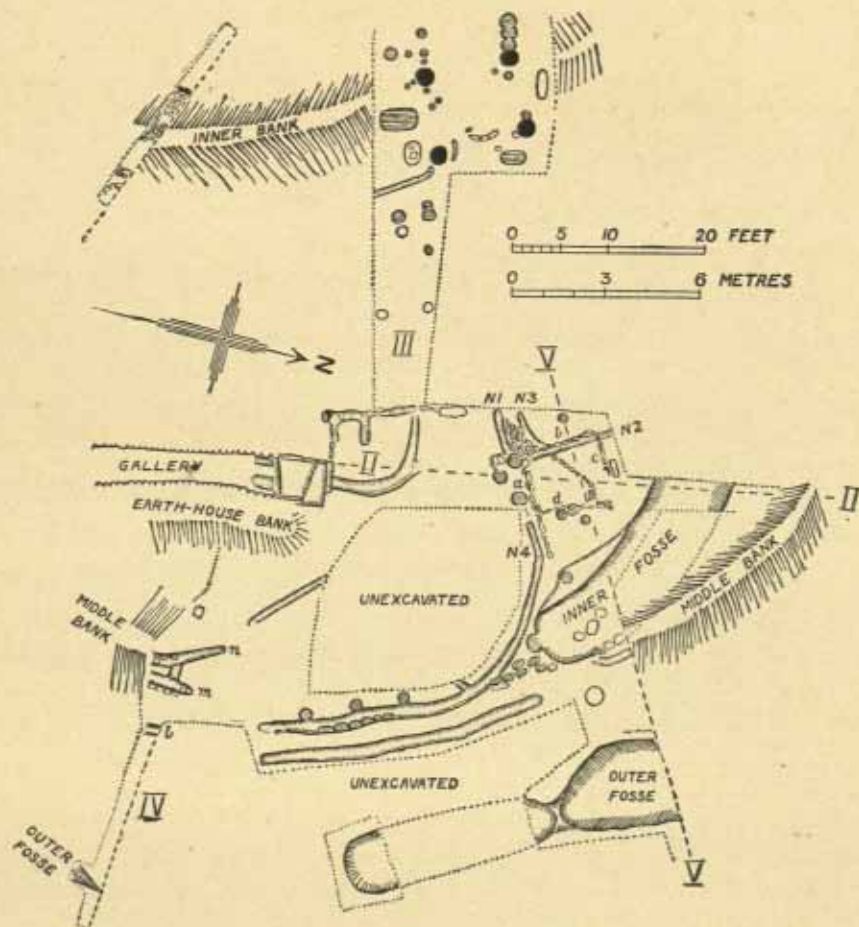 INNER BANK
0 5 10 20 FEET
0 3 6 METRES
N
III
V
N1 N3
N2
b
c
II
GALLERY
a
d
m
II
EARTH-HOUSE BANK
N4
FOSSE
INNER
MIDDLE BANK
UNEXCAVATED
MIDDLE
BANK
n
m
l
UNEXCAVATED
OUTER
FOSSE
IV
OUTER
FOSSE
V